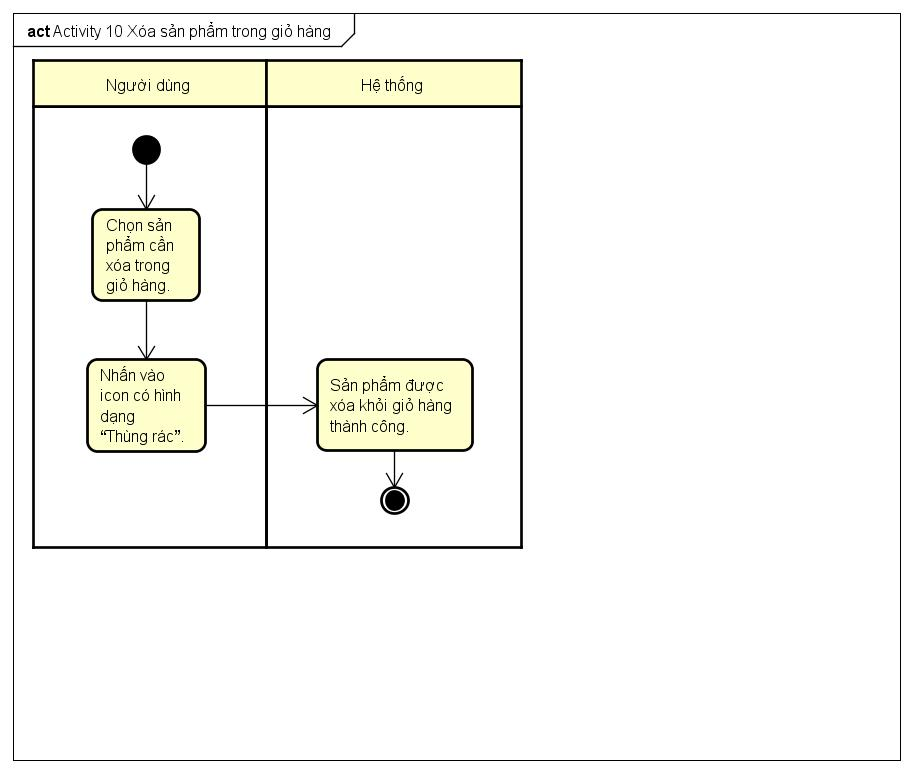 act Activity 10 Xóa sản phẩm trong giỏ hàng
Người dùng
Hệ thống
Chọn sản
phẩm cần
xóa trong
giỏ hàng.
Nhấn vào
icon có hình
dạng
“Thùng rác”.
Sản phẩm được
xóa khỏi giỏ hàng
thành công.